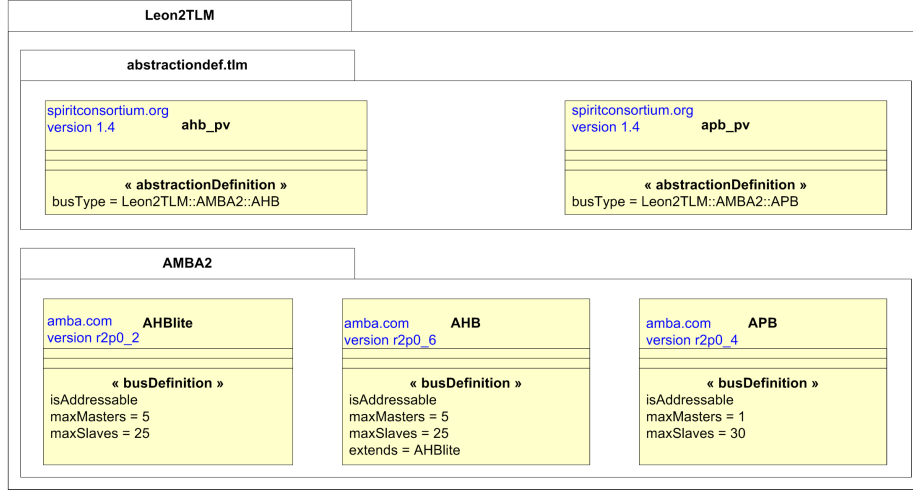 Leon2TLM
abstractiondef.tlm
spiritconsortium.org
version 1.4
ahb_pv
« abstractionDefinition »
busType = Leon2TLM::AMBA2::AHB
spiritconsortium.org
version 1.4
apb_pv
« abstractionDefinition »
busType = Leon2TLM::AMBA2::APB
AMBA2
amba.com
AHBlite
version r2p0_2
« busDefinition »
isAddressable
maxMasters = 5
maxSlaves = 25
amba.com
AHB
version r2p0_6
« busDefinition »
isAddressable
maxMasters = 5
maxSlaves = 25
extends = AHBlite
amba.com
APB
version r2p0_4
« busDefinition »
isAddressable
maxMasters = 1
maxSlaves = 30